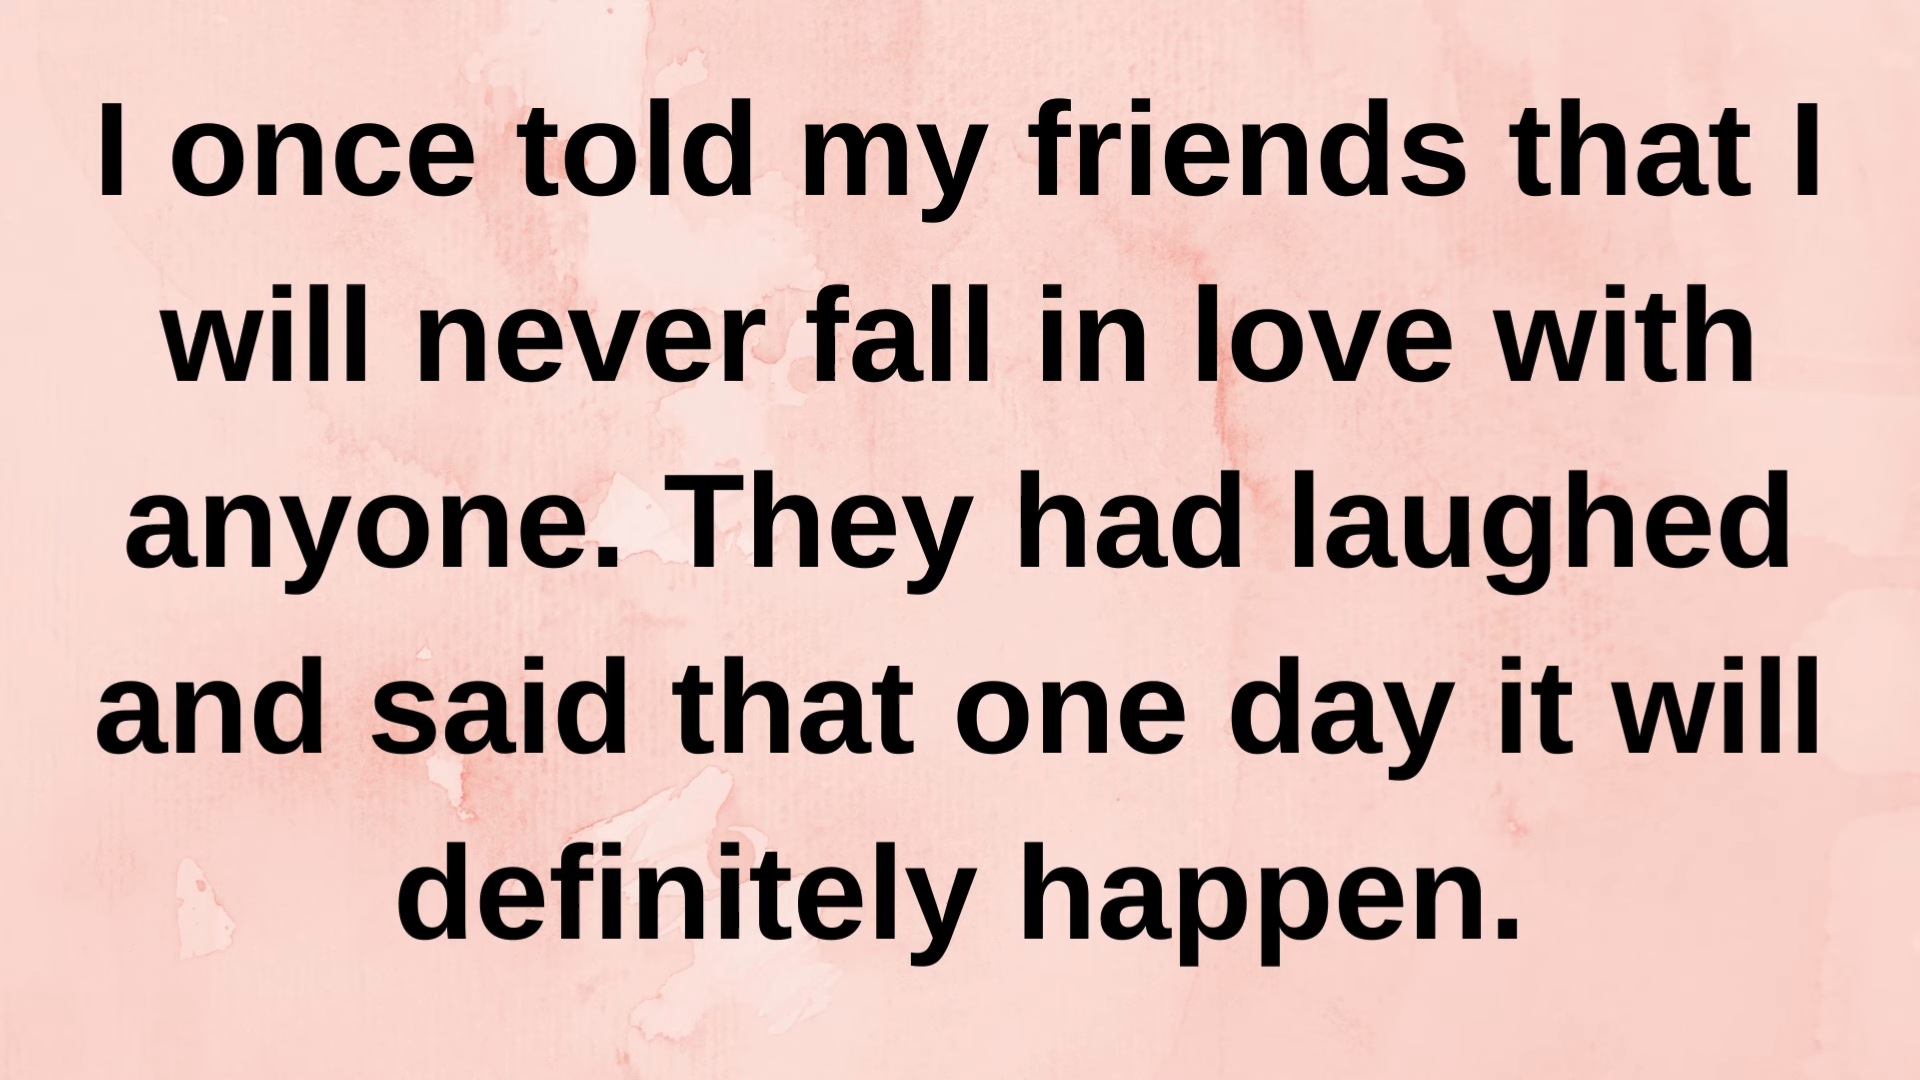 I once told my friends that I
will never fall in love with
anyone. They had laughed
and said that one day it will
definitely happen.